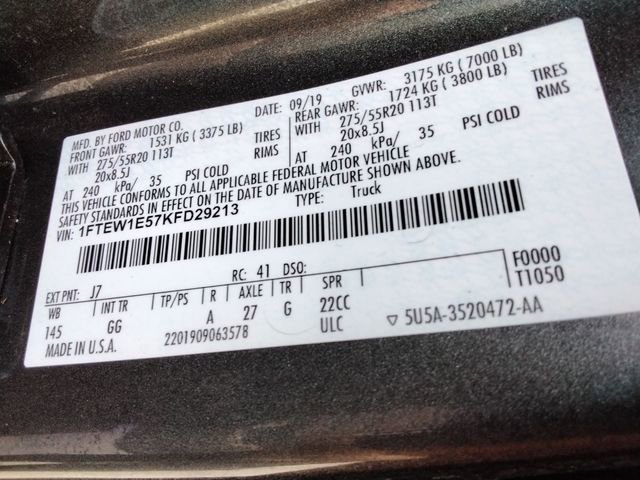 MFD. BY FORD MOTOR CO.
DATE: 09/19 GVWR: 3175 KG ( 7000 LB)
FRONT GAWR: 1531 KG ( 3375 LB) REAR GAWR: 1724 KG ( 3800 LB)
WITH 275/55R20 113T TIRES WITH 275/55R20 113T TIRES
20x8.5J RIMS 20x8.5J RIMS
AT 240 kPa/ 35 PSI COLD AT 240 kPa/ 35 PSI COLD
THIS VEHICLE CONFORMS TO ALL APPLICABLE FEDERAL MOTOR VEHICLE
SAFETY STANDARDS IN EFFECT ON THE DATE OF MANUFACTURE SHOWN ABOVE.
VIN: 1FTEW1E57KFD29213 TYPE: Truck
F0000
T1050
EXT PNT: J7 RC: 41 DSO:
WB INT TR TP/PS R AXLE TR SPR
145 GG A 27 G 22CC
ULC
MADE IN U.S.A. 2201909063578 ▽ 5U5A-3520472-AA